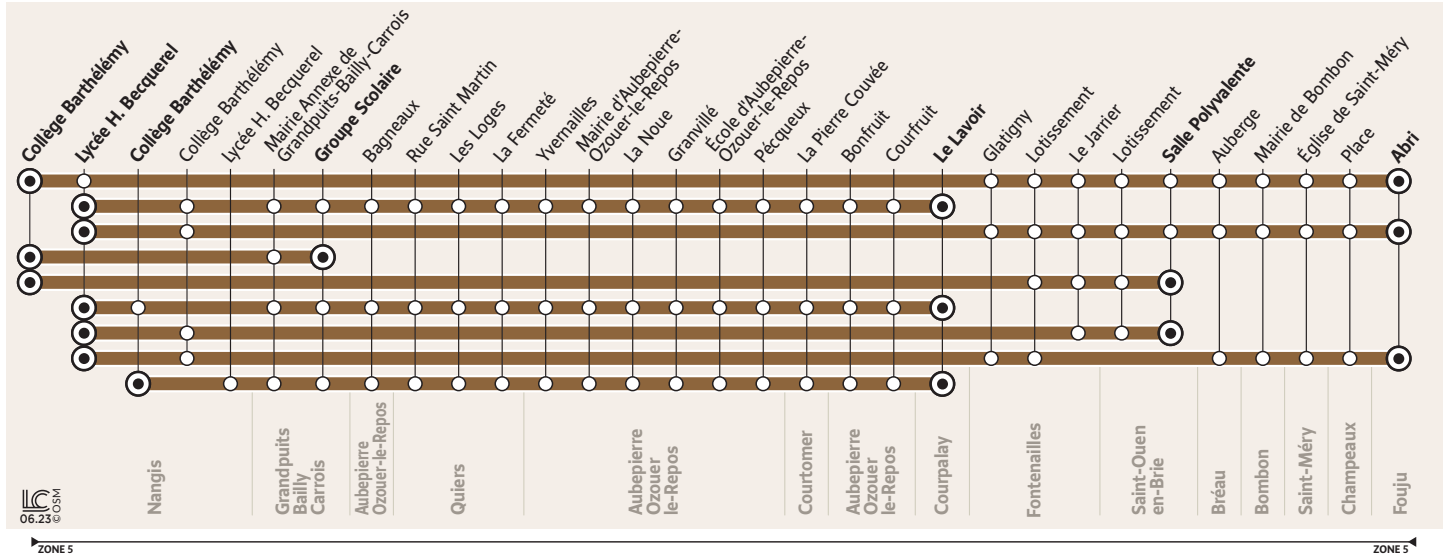 Collège Barthélémy
Lycée H. Becquerel
Collège Barthélémy
Collège Barthélémy
Lycée H. Becquerel
Mairie Annexe de
Grandpuits-Bailly-Carrois
Groupe Scolaire
Bagneaux
Rue Saint Martin
Les Loges
La Fermeté
Yvernailles
Mairie d'Aubepierre-
Ozouer-le-Repos
La Noue
Granvillé
École d'Aubepierre-
Ozouer-le-Repos
Pécqueux
La Pierre Couvée
Bonfruit
Courfruit
Le Lavoir
Glatigny
Lotissement
Le Jarrier
Lotissement
Salle Polyvalente
Auberge
Mairie de Bombon
Église de Saint-Méry
Place
Abri
Nangis
Grandpuits
Bailly
Carrois
Aubepierre
Ozouer-le-Repos
Quiers
Aubepierre
Ozouer
le-Repos
Courtomer
Aubepierre
Ozouer
le-Repos
Courpalay
Fontenailles
Saint-Ouen
en-Brie
Bréau
Bombon
Saint-Méry
Champeaux
Fouju
LC
06.23 © OSM
ZONE 5
ZONE 5